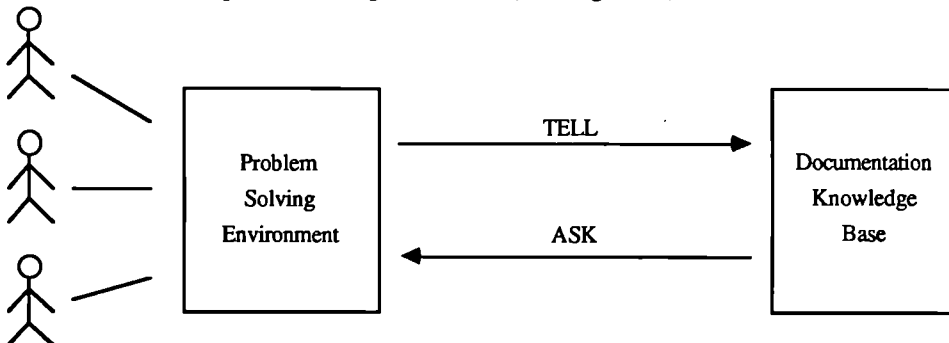 Problem
Solving
Environment
TELL
ASK
Documentation
Knowledge
Base